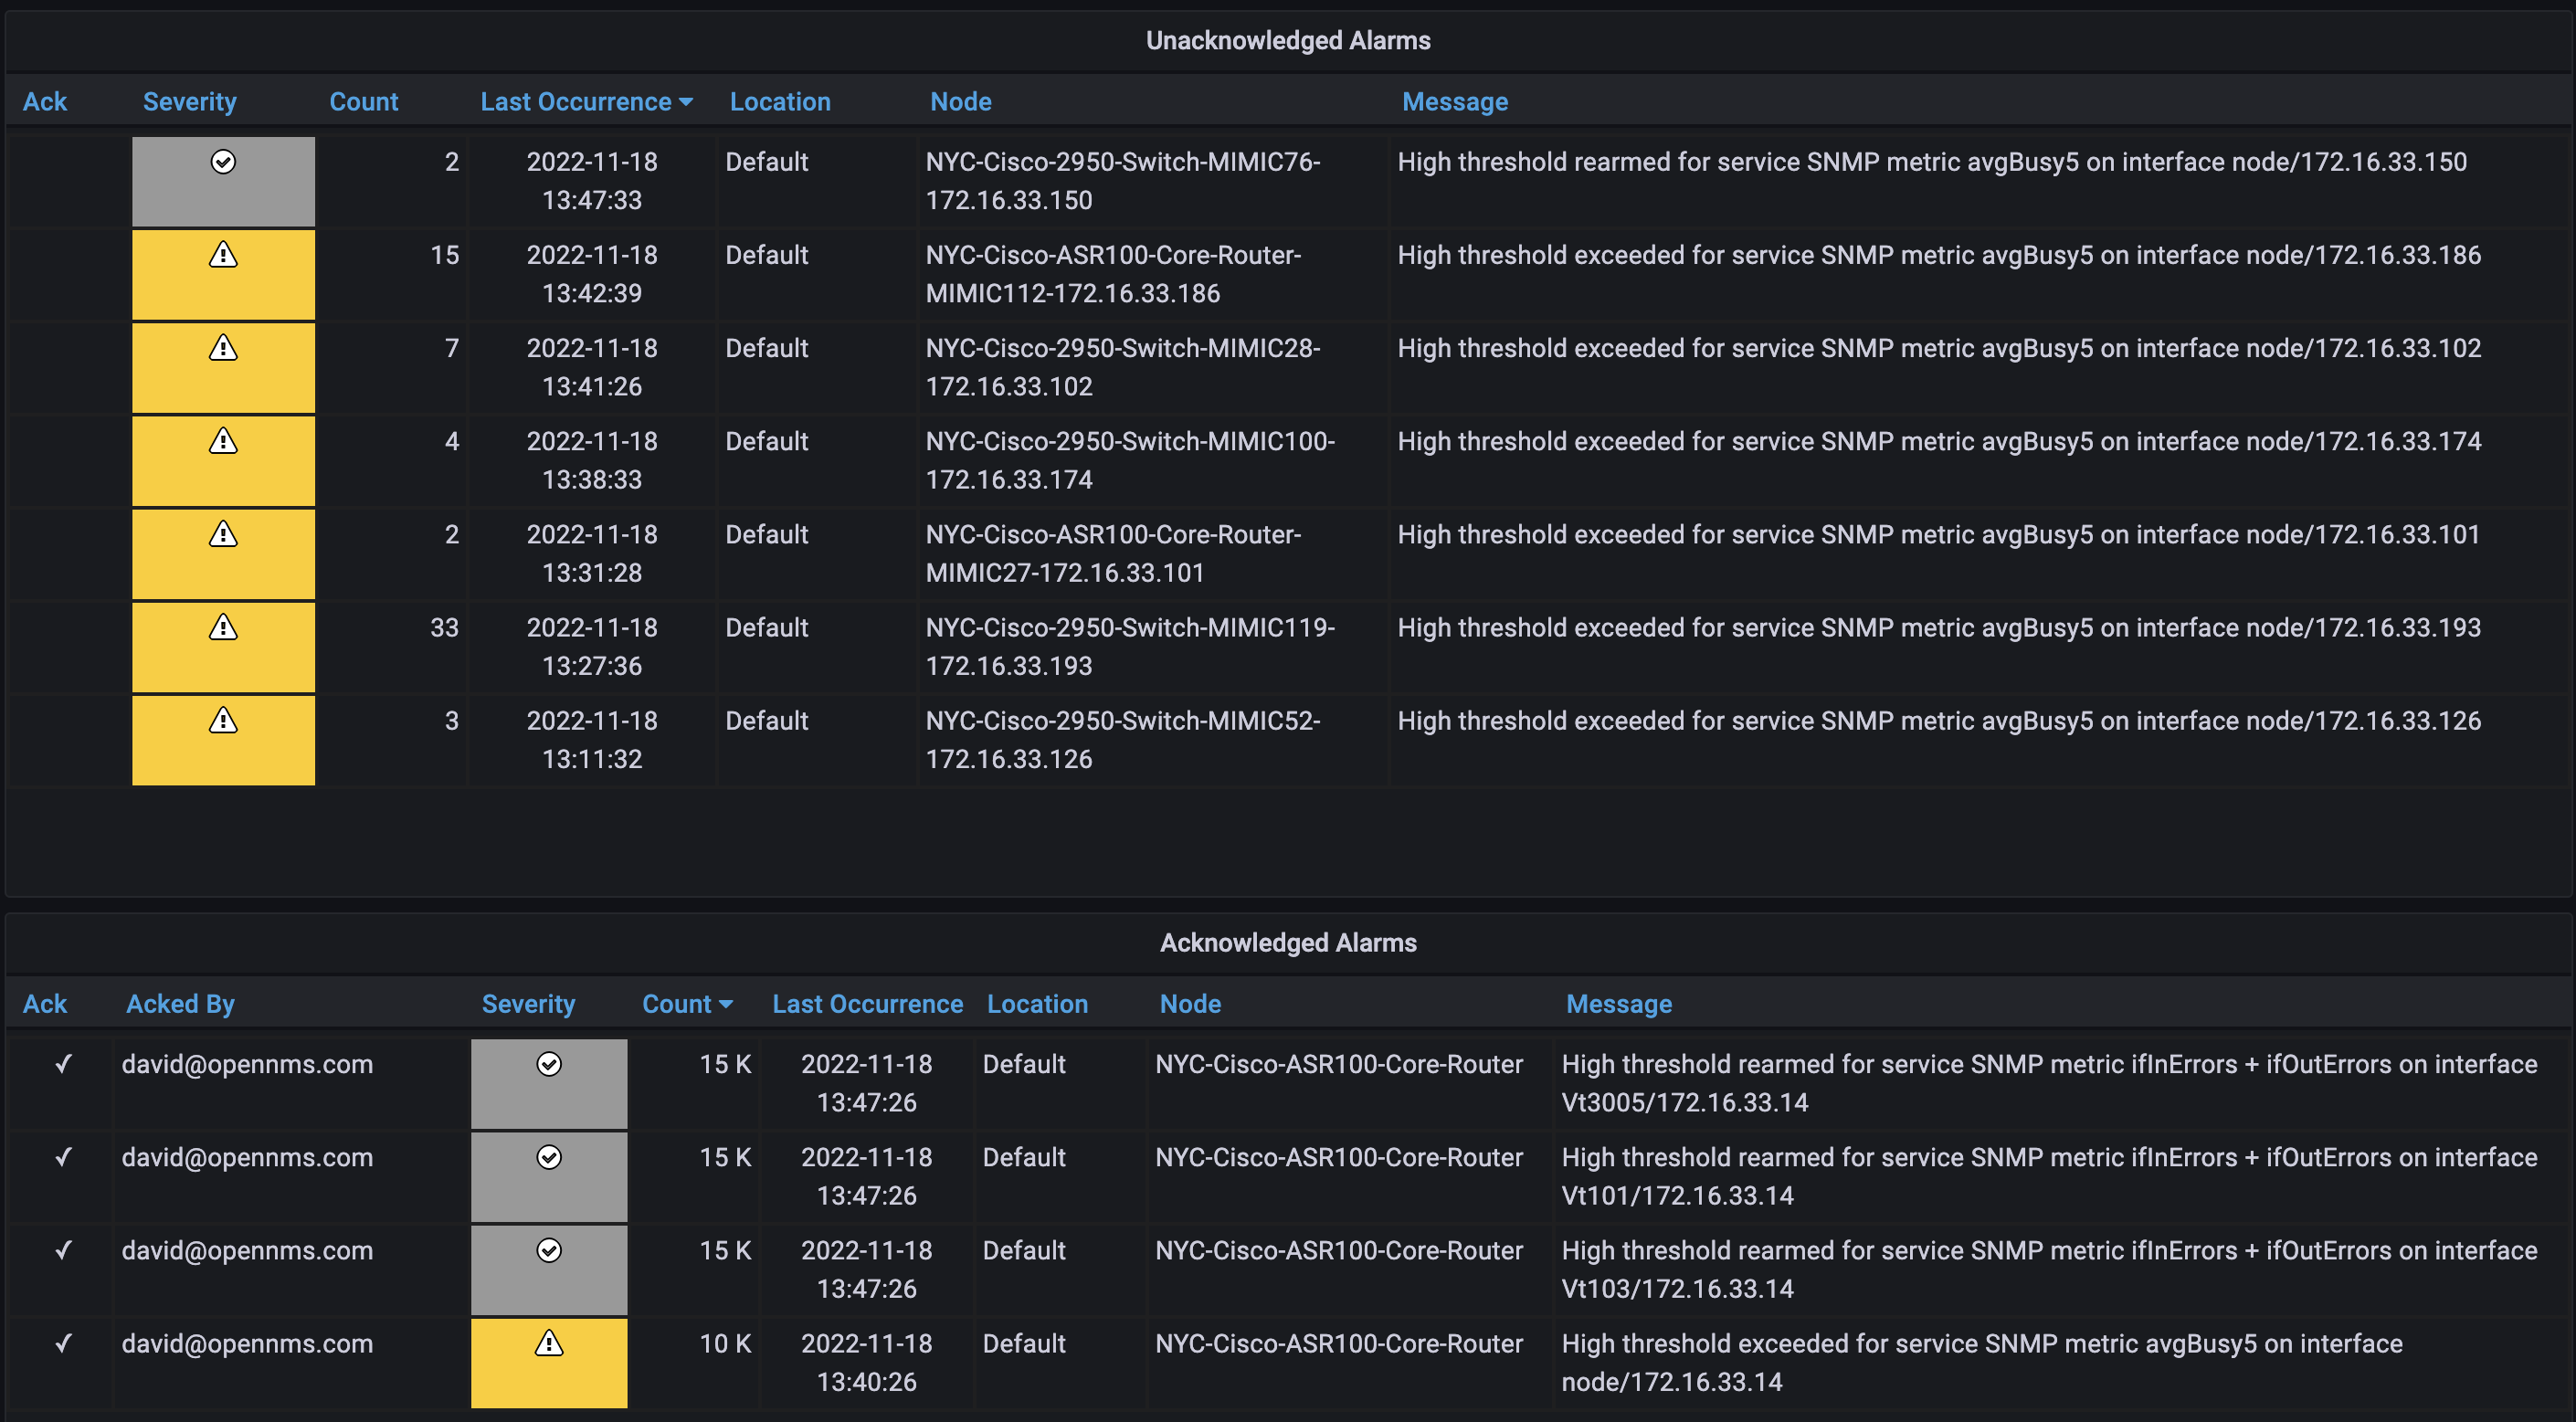 Unacknowledged Alarms
Ack Severity Count Last Occurrence Location Node Message
2 2022-11-18 Default NYC-Cisco-2950-Switch-MIMIC76- High threshold rearmed for service SNMP metric avgBusy5 on interface node/172.16.33.150
13:47:33 172.16.33.150
15 2022-11-18 Default NYC-Cisco-ASR100-Core-Router- High threshold exceeded for service SNMP metric avgBusy5 on interface node/172.16.33.186
13:42:39 MIMIC112-172.16.33.186
7 2022-11-18 Default NYC-Cisco-2950-Switch-MIMIC28- High threshold exceeded for service SNMP metric avgBusy5 on interface node/172.16.33.102
13:41:26 172.16.33.102
4 2022-11-18 Default NYC-Cisco-2950-Switch-MIMIC100- High threshold exceeded for service SNMP metric avgBusy5 on interface node/172.16.33.174
13:38:33 172.16.33.174
2 2022-11-18 Default NYC-Cisco-ASR100-Core-Router- High threshold exceeded for service SNMP metric avgBusy5 on interface node/172.16.33.101
13:31:28 MIMIC27-172.16.33.101
33 2022-11-18 Default NYC-Cisco-2950-Switch-MIMIC119- High threshold exceeded for service SNMP metric avgBusy5 on interface node/172.16.33.193
13:27:36 172.16.33.193
3 2022-11-18 Default NYC-Cisco-2950-Switch-MIMIC52- High threshold exceeded for service SNMP metric avgBusy5 on interface node/172.16.33.126
13:11:32 172.16.33.126
Acknowledged Alarms
Ack Acked By Severity Count Last Occurrence Location Node Message
✓ david@opennms.com 15 K 2022-11-18 Default NYC-Cisco-ASR100-Core-Router High threshold rearmed for service SNMP metric ifInErrors + ifOutErrors on interface
13:47:26 Vt3005/172.16.33.14
✓ david@opennms.com 15 K 2022-11-18 Default NYC-Cisco-ASR100-Core-Router High threshold rearmed for service SNMP metric ifInErrors + ifOutErrors on interface
13:47:26 Vt101/172.16.33.14
✓ david@opennms.com 15 K 2022-11-18 Default NYC-Cisco-ASR100-Core-Router High threshold rearmed for service SNMP metric ifInErrors + ifOutErrors on interface
13:47:26 Vt103/172.16.33.14
✓ david@opennms.com 10 K 2022-11-18 Default NYC-Cisco-ASR100-Core-Router High threshold exceeded for service SNMP metric avgBusy5 on interface
13:40:26 node/172.16.33.14